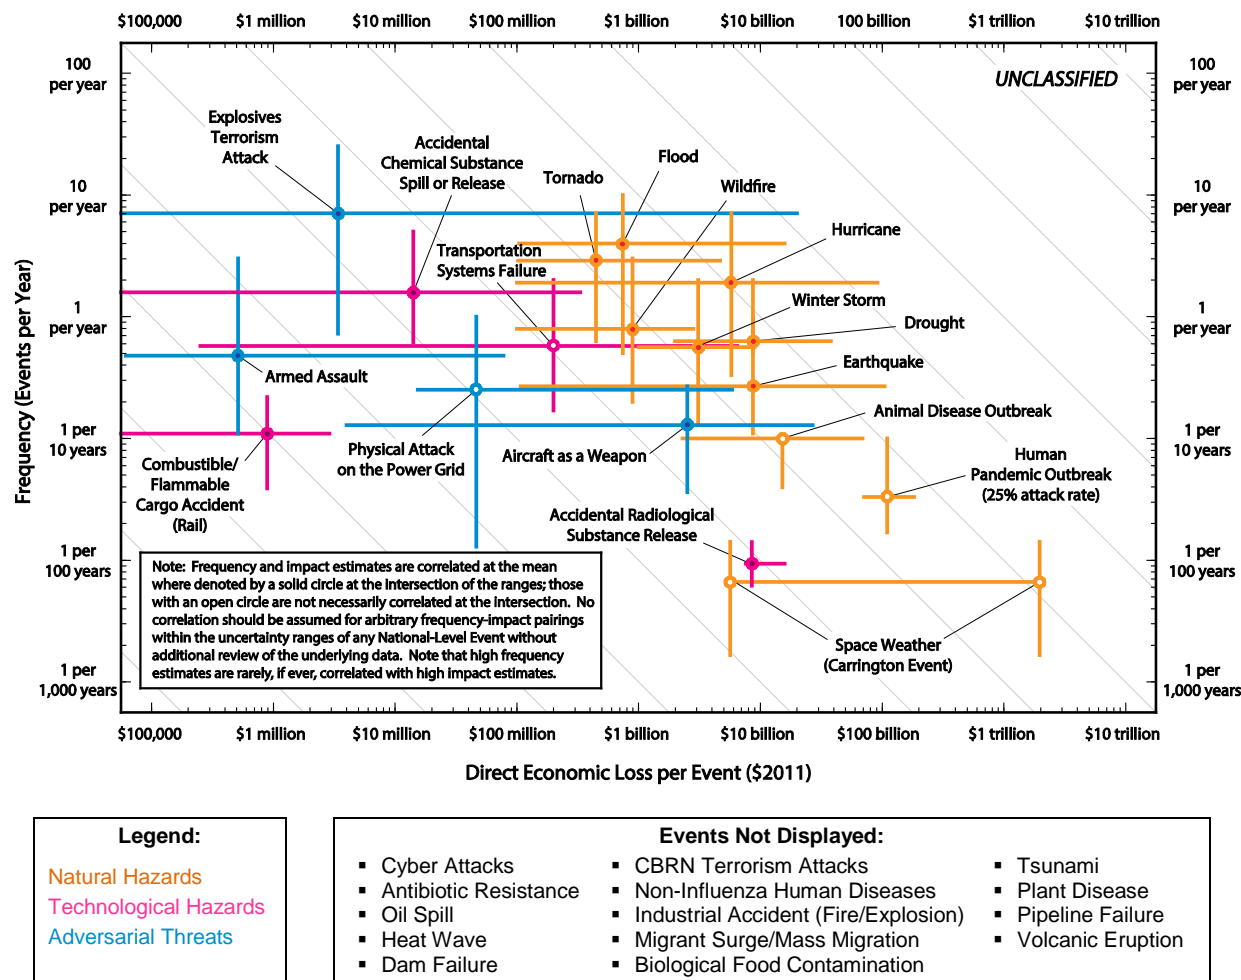 $100,000 $1 million $10 million $100 million $1 billion $10 billion 100 billion $1 trillion $10 trillion
100
per year
UNCLASSIFIED
100
per year
Explosives
Terrorism
Attack
Accidental
Chemical Substance
Spill or Release
Tornado
Flood
Wildfire
10
per year
10
per year
Transportation
Systems Failure
Hurricane
Winter Storm
Drought
1
per year
1
per year
Armed Assault
Earthquake
Animal Disease Outbreak
1 per
10 years
1 per
10 years
Combustible/
Flammable
Cargo Accident
(Rail)
Physical Attack
on the Power Grid
Aircraft as a Weapon
Human
Pandemic Outbreak
(25% attack rate)
Accidental Radiological
Substance Release
1 per
100 years
1 per
100 years
Note: Frequency and impact estimates are correlated at the mean
where denoted by a solid circle at the intersection of the ranges; those
with an open circle are not necessarily correlated at the intersection. No
correlation should be assumed for arbitrary frequency-impact pairings
within the uncertainty ranges of any National-Level Event without
additional review of the underlying data. Note that high frequency
estimates are rarely, if ever, correlated with high impact estimates.
Space Weather
(Carrington Event)
1 per
1,000 years
1 per
1,000 years
Frequency (Events per Year)
$100,000 $1 million $10 million $100 million $1 billion $10 billion $100 billion $1 trillion $10 trillion
Direct Economic Loss per Event ($2011)
Legend:
Natural Hazards
Technological Hazards
Adversarial Threats
Events Not Displayed:
▪ Cyber Attacks
▪ Antibiotic Resistance
▪ Oil Spill
▪ Heat Wave
▪ Dam Failure
▪ CBRN Terrorism Attacks
▪ Non-Influenza Human Diseases
▪ Industrial Accident (Fire/Explosion)
▪ Migrant Surge/Mass Migration
▪ Biological Food Contamination
▪ Tsunami
▪ Plant Disease
▪ Pipeline Failure
▪ Volcanic Eruption